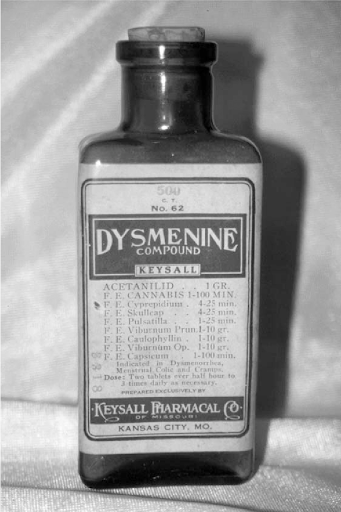 500
C. T.
No. 62
DYSMENINE
COMPOUND
KEYSALL
ACETANILID . . 1 GR.
F. E. CANNABIS 1-100 MIN.
F. E. Cypripedium . 4-25 min.
F. E. Skullcap . . 4-25 min.
F. E. Pulsatilla . . 1-25 min.
F. E. Viburnum Prun. 1-10 gr.
F. E. Caulophyllin . 1-10 gr.
F. E. Viburnum Op. . 1-10 gr.
F. E. Capsicum . . 1-100 min.
Indicated in Dysmenorrhea,
Menstrual Colic and Cramps.
Dose: Two tablets every half hour to
3 times daily as necessary.
PREPARED EXCLUSIVELY BY
KEYSALL PHARMACAL CO.
OF MISSOURI
KANSAS CITY, MO.